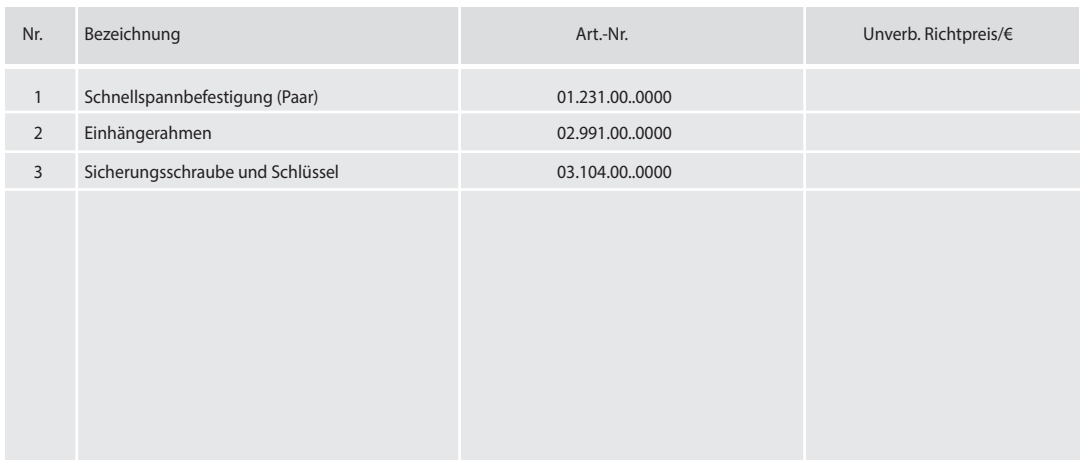 Nr. Bezeichnung Art.-Nr. Unverb. Richtpreis/€
1 Schnellspannbefestigung (Paar) 01.231.00..0000
2 Einhängerahmen 02.991.00..0000
3 Sicherungsschraube und Schlüssel 03.104.00..0000